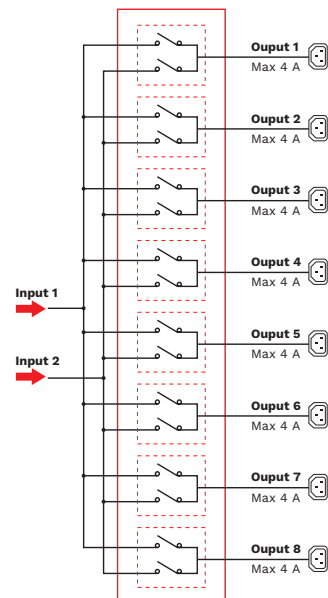 Ouput 1
Max 4 A
Ouput 2
Max 4 A
Ouput 3
Max 4 A
Ouput 4
Max 4 A
Input 1
Ouput 5
Max 4 A
Input 2
Ouput 6
Max 4 A
Ouput 7
Max 4 A
Ouput 8
Max 4 A